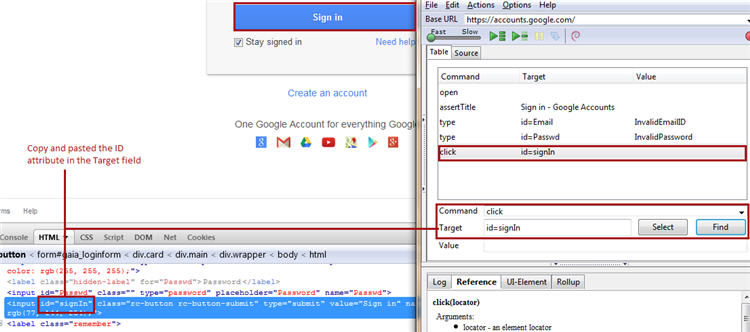 Sign in
Stay signed in
Need help
Create an account
One Google Account for everything Google
Copy and pasted the ID
attribute in the Target field
Help
Console HTML CSS Script DOM Net Cookies
button < form#gaia_loginform < div.card < div.main < div.wrapper < body < html
color: rgb(255, 255, 255);">
<label class="hidden-label" for="Passwd">Password</label>
<input id="Passwd" class="" type="password" placeholder="Password" name="Passwd">
<input id="signIn" class="rc-button rc-button-submit" type="submit" value="Sign in"
<label class="remember">
File Edit Actions Options Help
Base URL https://accounts.google.com/
Fast Slow
Table Source
Command Target Value
open
assertTitle Sign in - Google Accounts
type id=Email InvalidEmailID
type id=Passwd InvalidPassword
click id=signIn
Command click
Target id=signIn Select Find
Value
Log Reference UI-Element Rollup
click(locator)
Arguments:
• locator - an element locator